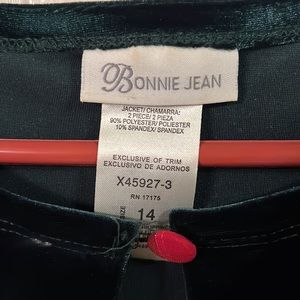 BONNIE JEAN
JACKET/CHAMARRA:
2 PIECE/ 2 PIEZA
90% POLYESTER/ POLIESTER
10% SPANDEX/ SPANDEX
EXCLUSIVE OF TRIM
EXCLUSIVO DE ADORNOS
X45927-3
RN 17175
SIZE 14